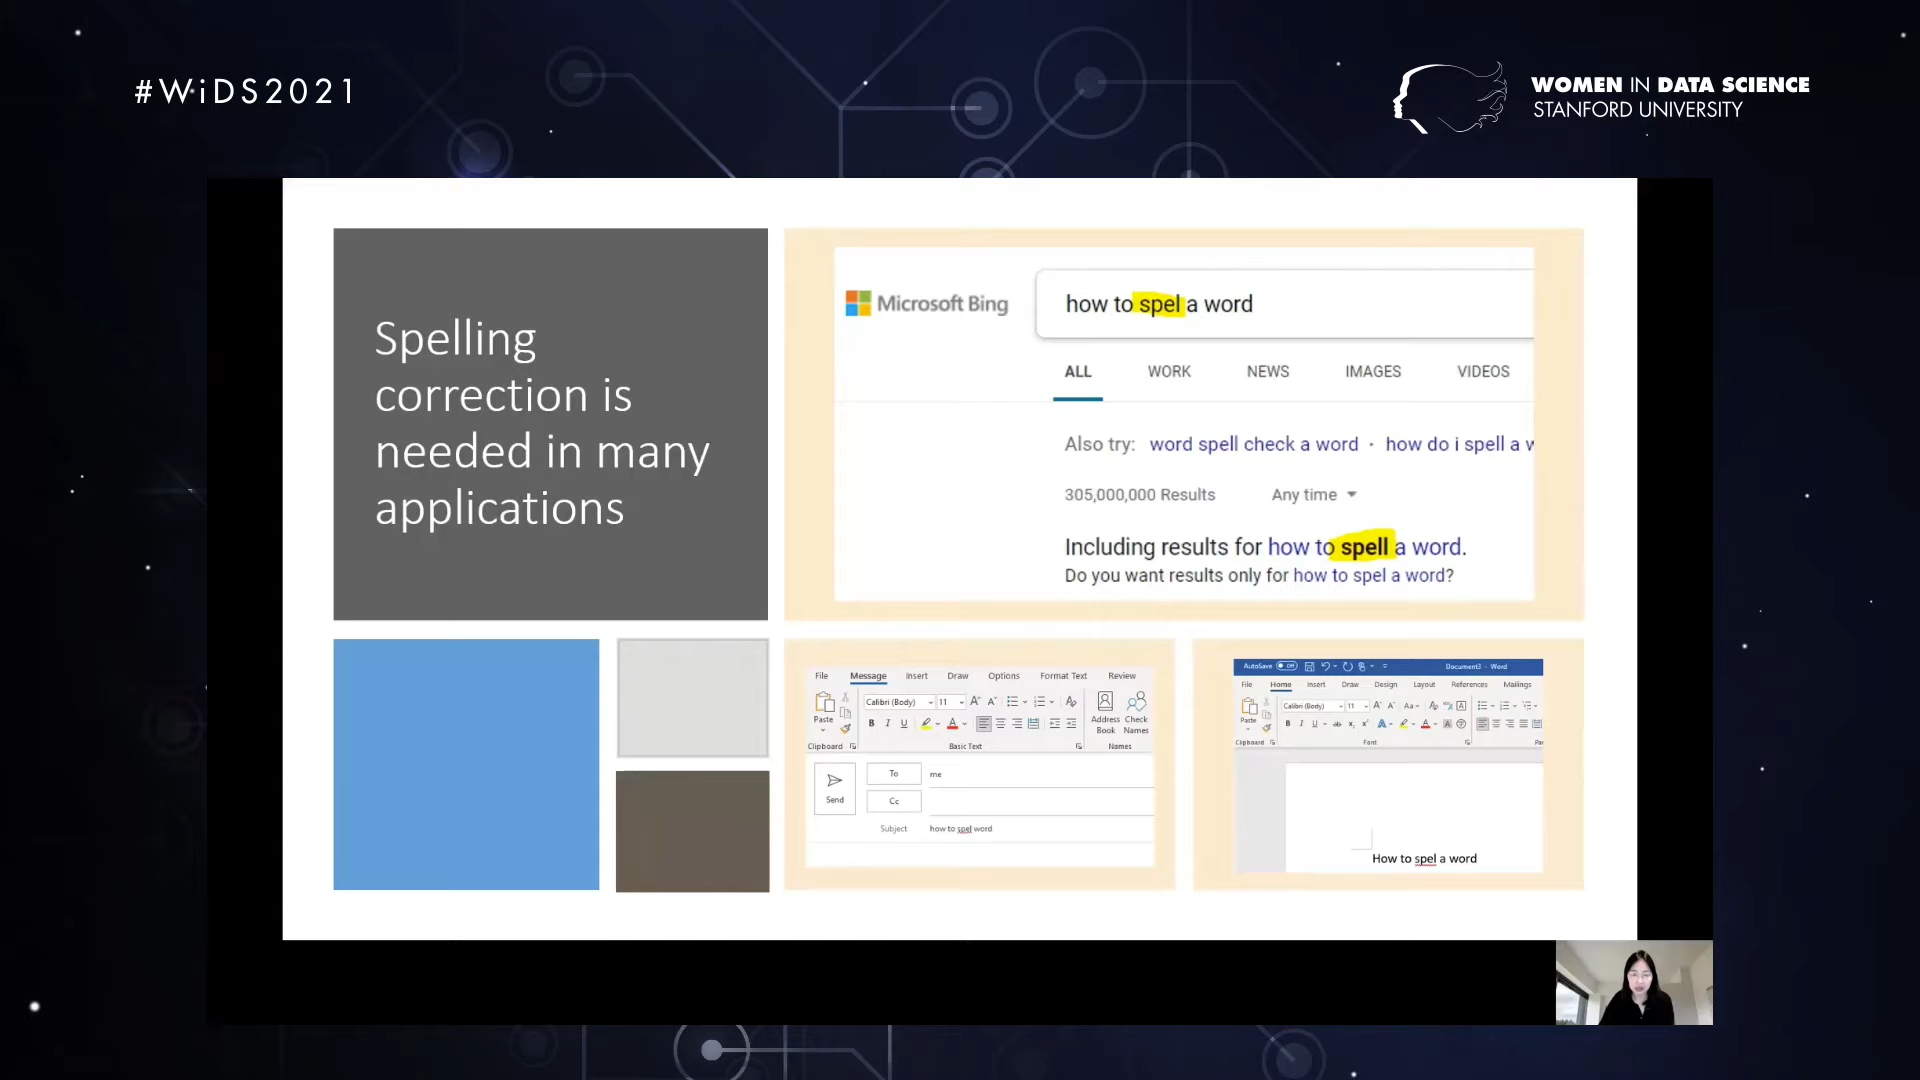 #WiDS2021
WOMEN IN DATA SCIENCE
STANFORD UNIVERSITY
Spelling
correction is
needed in many
applications
Microsoft Bing
how to spel a word
ALL WORK NEWS IMAGES VIDEOS
Also try: word spell check a word · how do i spell a w
305,000,000 Results Any time
Including results for how to spell a word.
Do you want results only for how to spel a word?
File Message Insert Draw Options Format Text Review
Calibri (Body) 11
Paste
B I U
Address Book
Check Names
Clipboard Basic Text Names
Send
To me
Cc
Subject how to spel word
AutoSave Off Document3 - Word
File Home Insert Draw Design Layout References Mailings
Calibri (Body) 11
Paste
B I U
Clipboard Font
How to spel a word